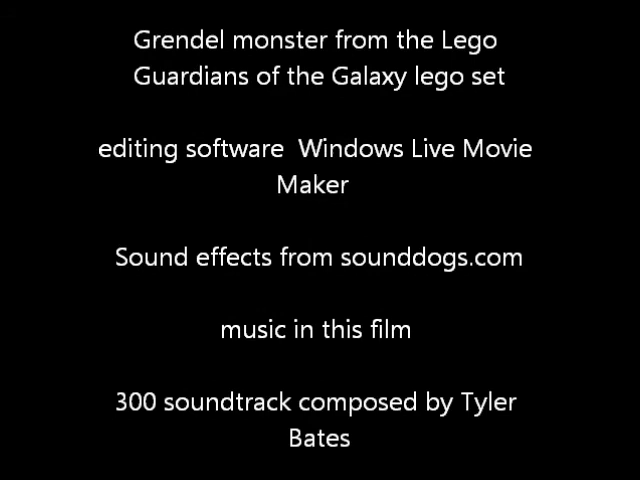 Grendel monster from the Lego
Guardians of the Galaxy lego set
editing software  Windows Live Movie
Maker
Sound effects from sounddogs.com
music in this film
300 soundtrack composed by Tyler
Bates